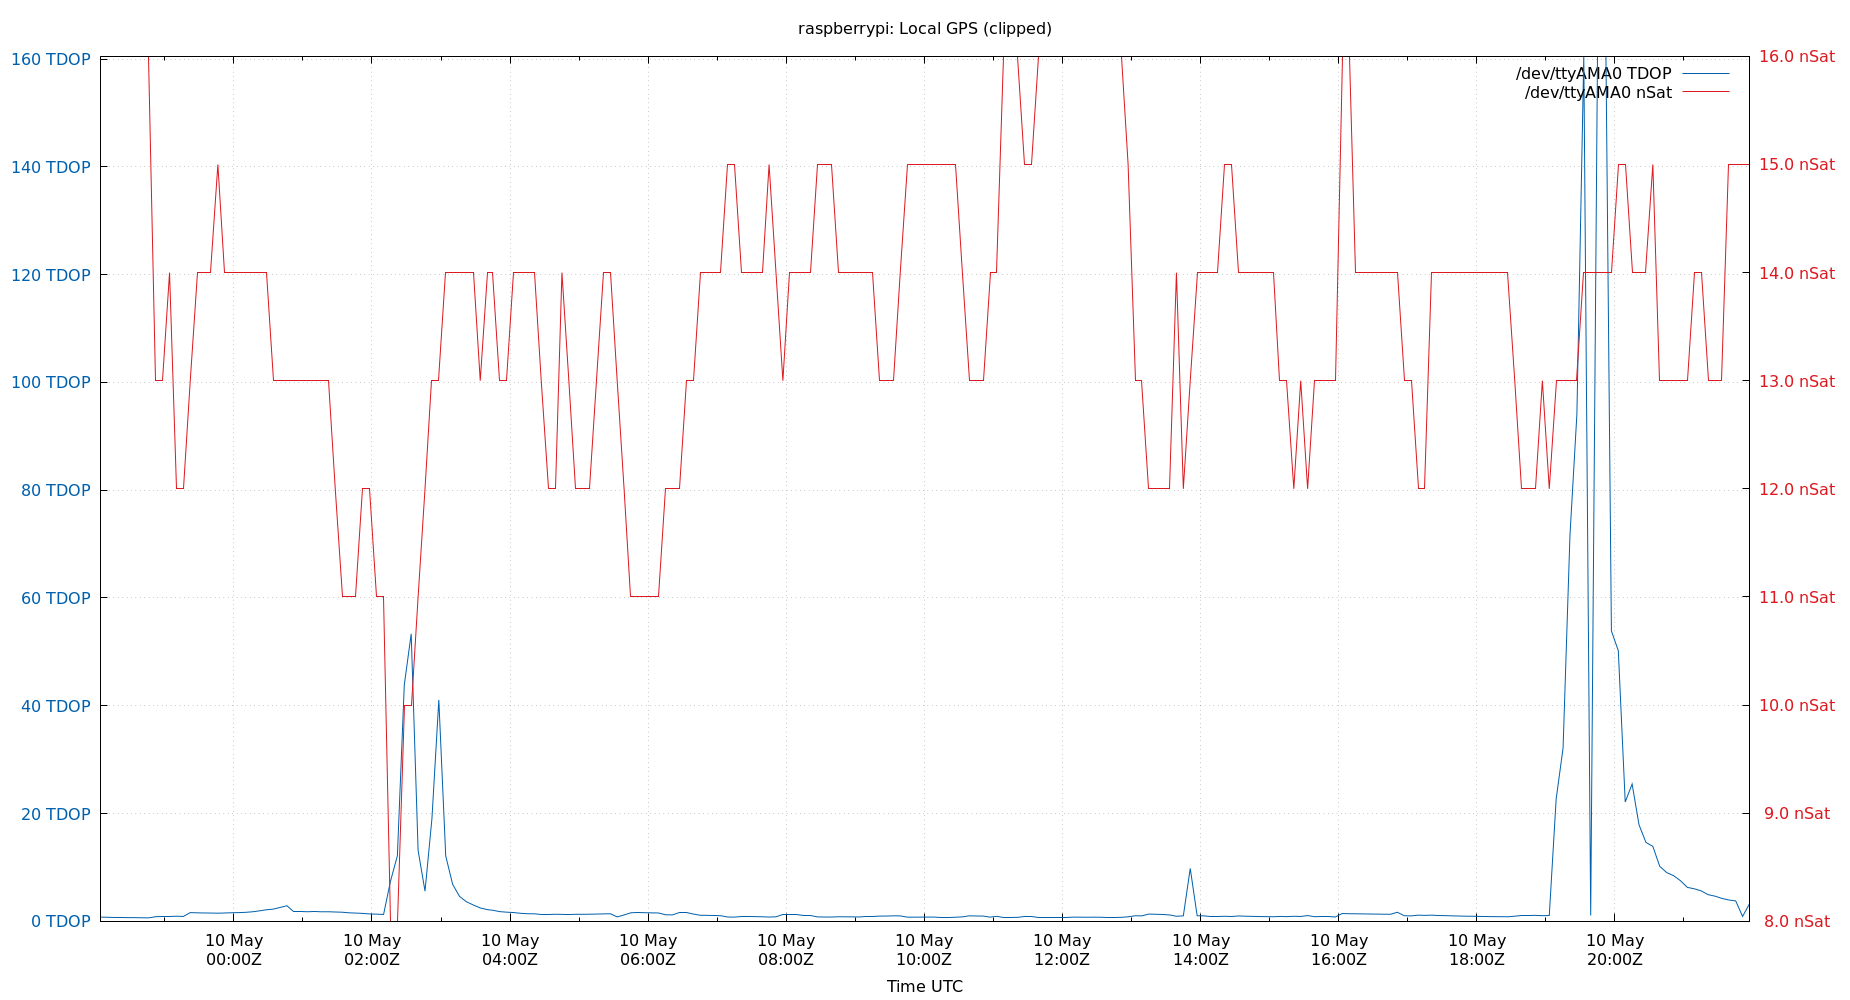 raspberrypi: Local GPS (clipped)
160 TDOP
140 TDOP
120 TDOP
100 TDOP
80 TDOP
60 TDOP
40 TDOP
20 TDOP
0 TDOP
16.0 nSat
15.0 nSat
14.0 nSat
13.0 nSat
12.0 nSat
11.0 nSat
10.0 nSat
9.0 nSat
8.0 nSat
/dev/ttyAMA0 TDOP
/dev/ttyAMA0 nSat
10 May
00:00Z
10 May
02:00Z
10 May
04:00Z
10 May
06:00Z
10 May
08:00Z
10 May
10:00Z
10 May
12:00Z
10 May
14:00Z
10 May
16:00Z
10 May
18:00Z
10 May
20:00Z
Time UTC